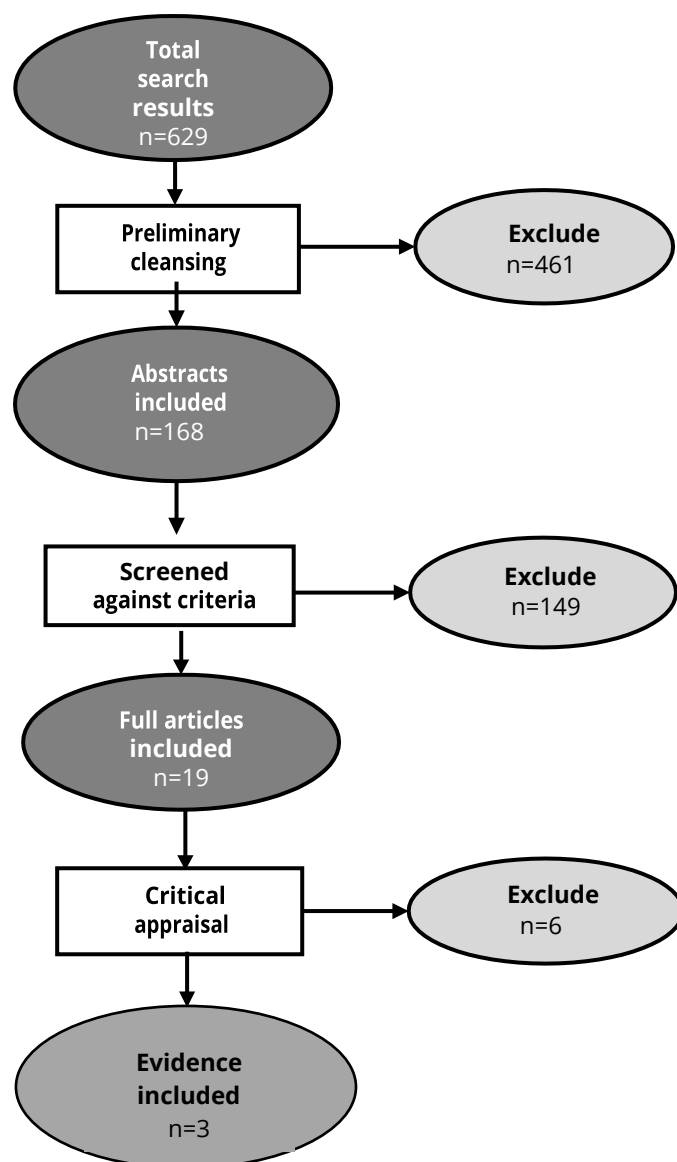 Total
search
results
n=629
Preliminary
cleansing
Exclude
n=461
Abstracts
included
n=168
Screened
against criteria
Exclude
n=149
Full articles
included
n=19
Critical
appraisal
Exclude
n=6
Evidence
included
n=3